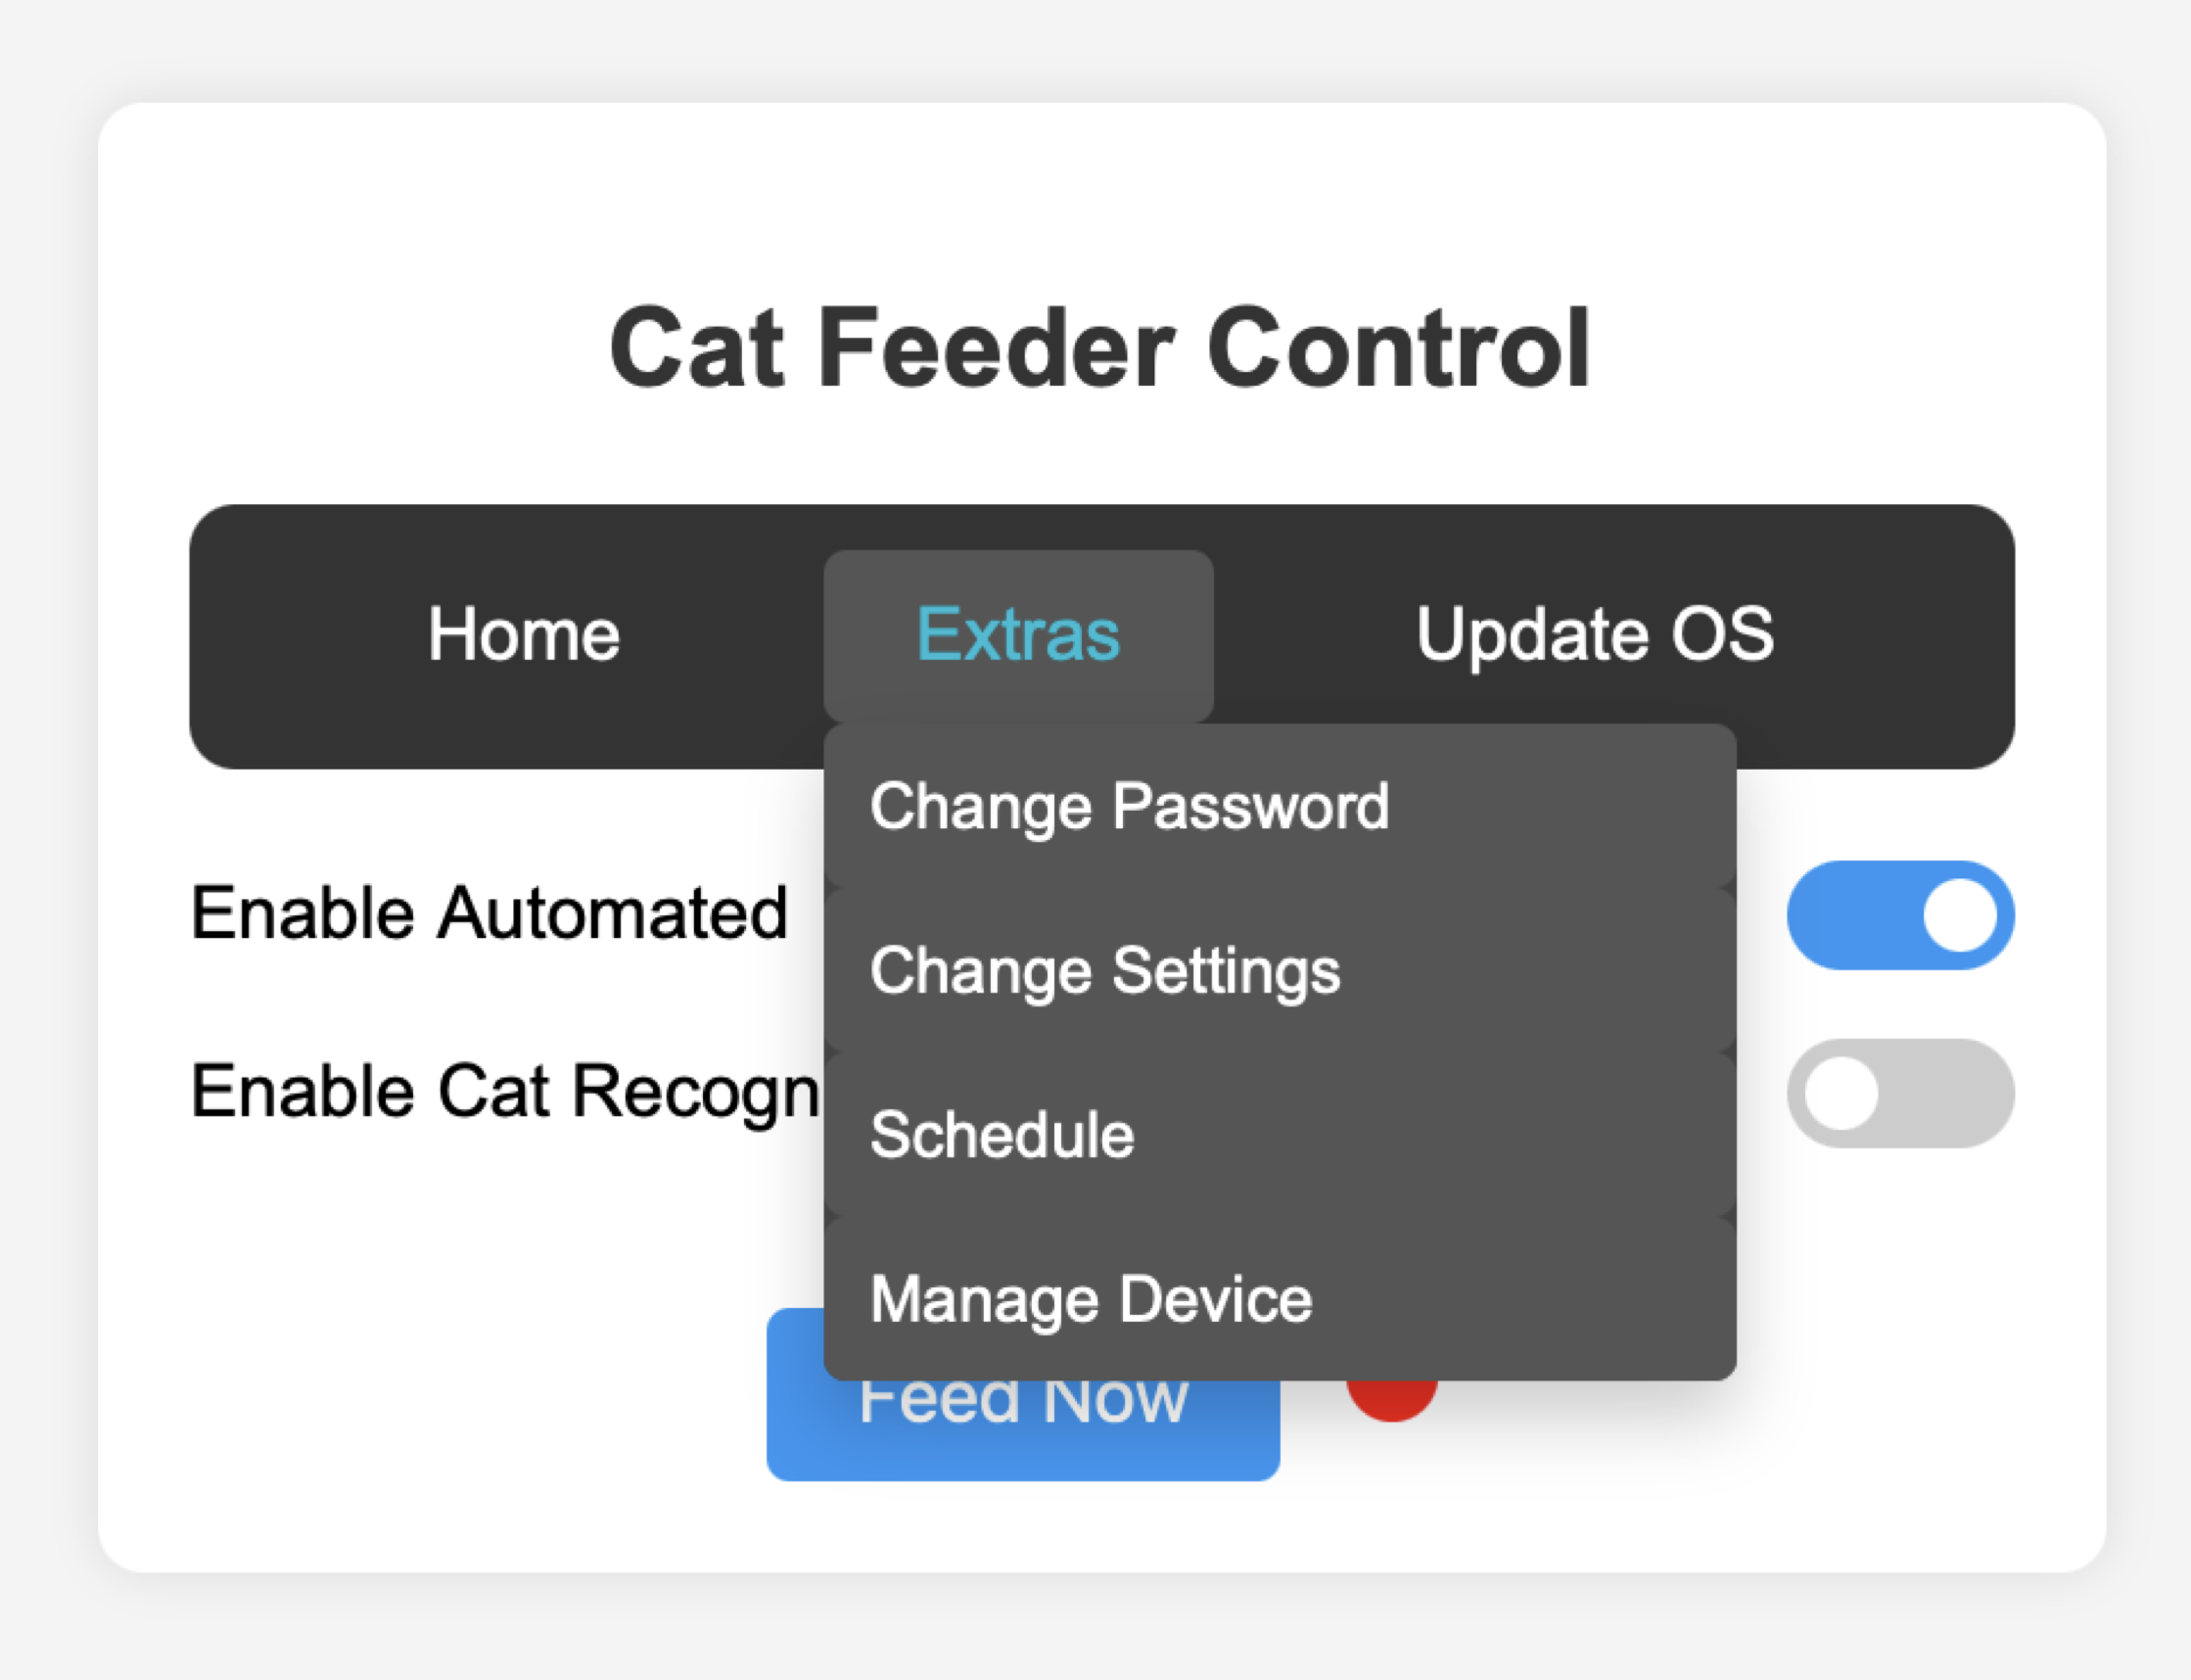 Cat Feeder Control
Home Extras Update OS
Change Password
Enable Automated
Change Settings
Enable Cat Recogn
Schedule
Manage Device
Feed Now